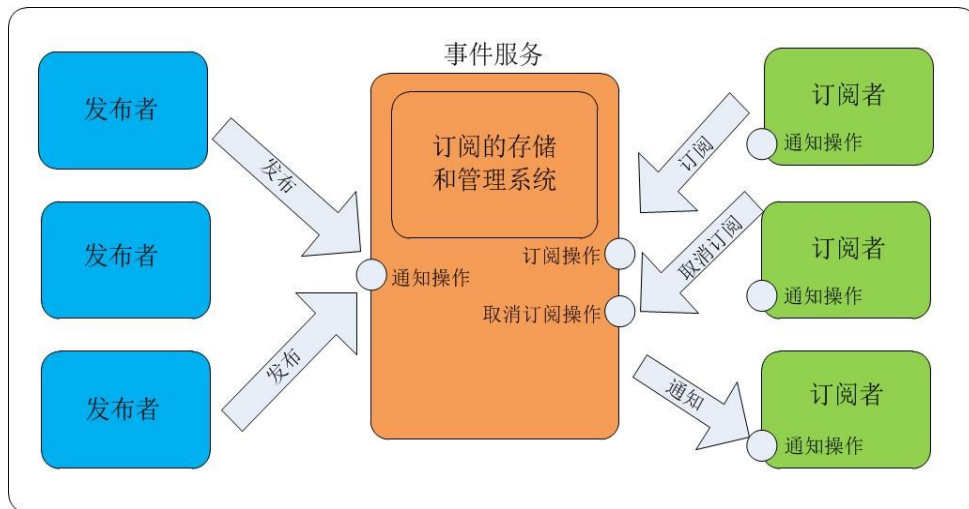 事件服务
发布者
发布
发布者
发布
发布者
订阅的存储
和管理系统
通知操作
订阅操作
取消订阅操作
订阅
取消订阅
通知
订阅者
通知操作
订阅者
通知操作
订阅者
通知操作